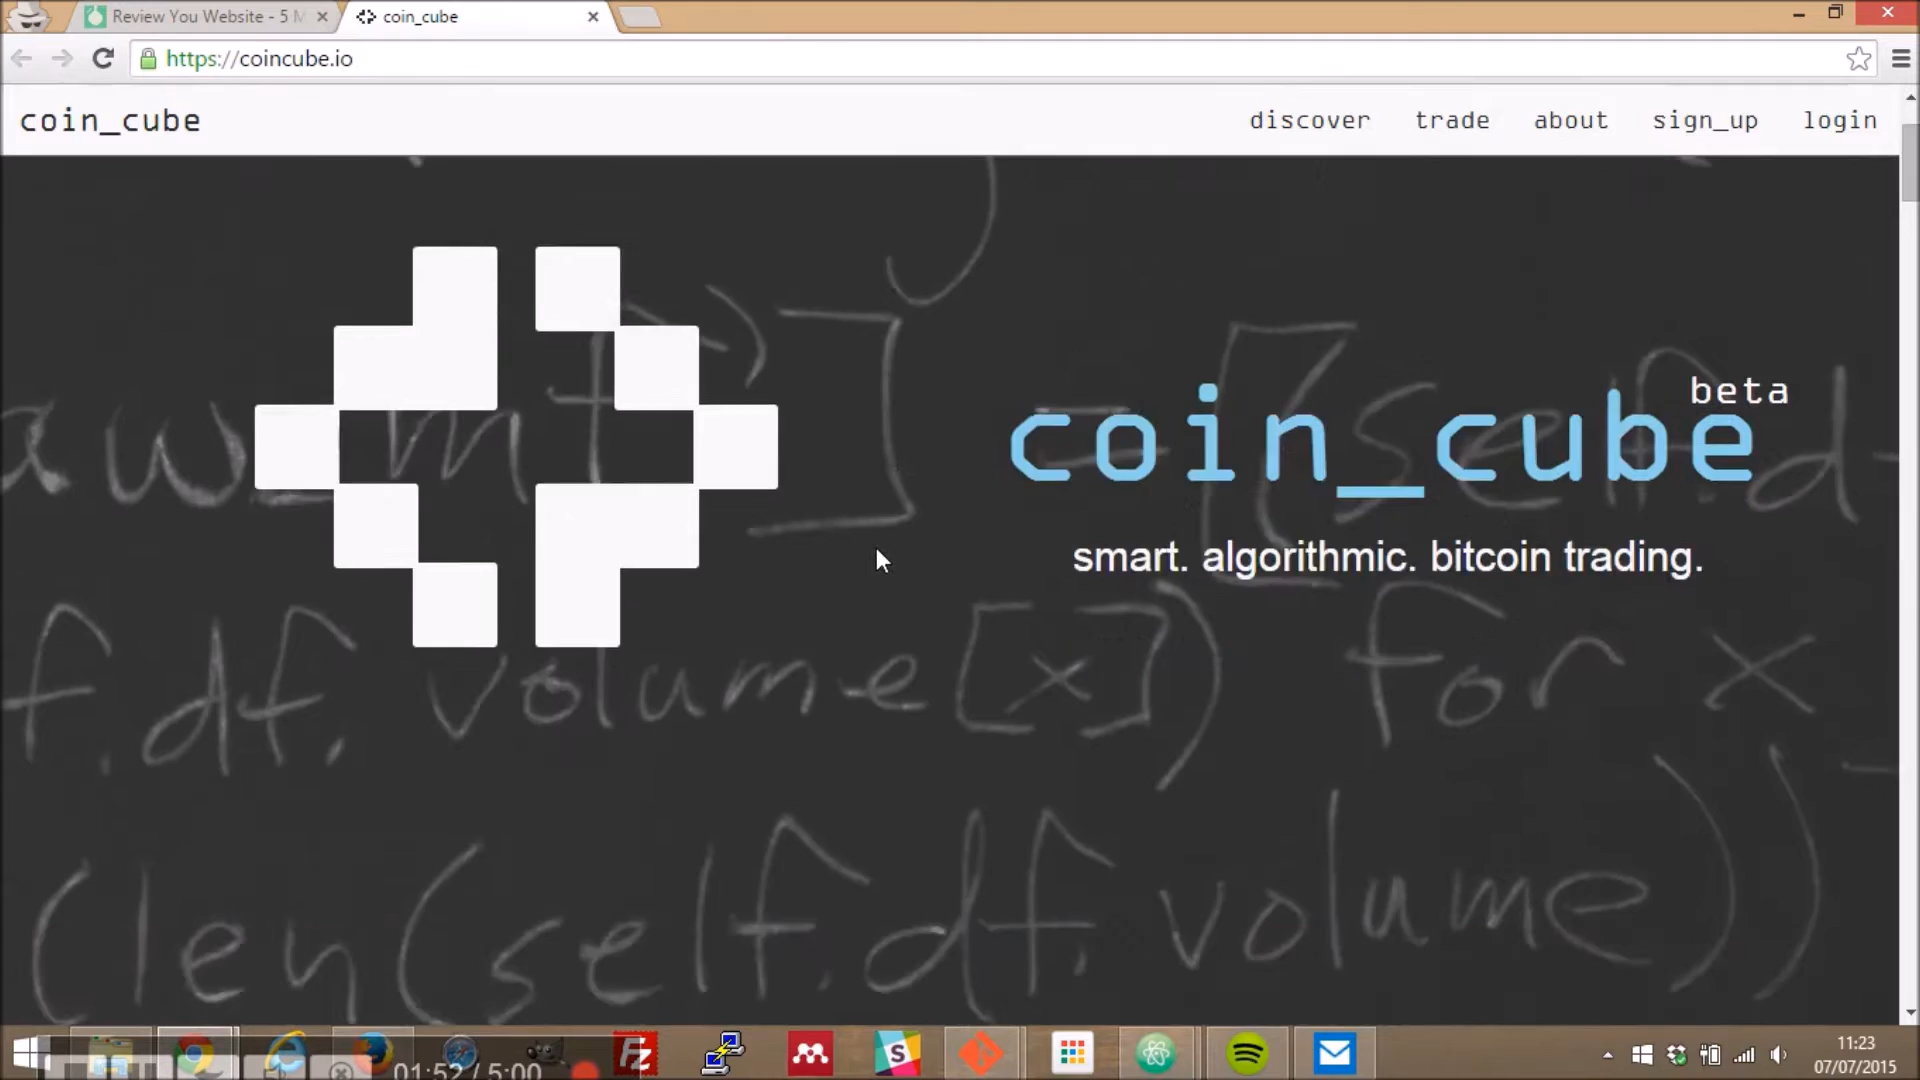 Review You Website - 5 M
coin_cube
https://coincube.io
coin_cube
discover trade about sign_up login
coin_cube beta
smart. algorithmic. bitcoin trading.
f.df.volume[x]) for x
(len(self.df.volume))
01:52 / 5:00
11:23
07/07/2015